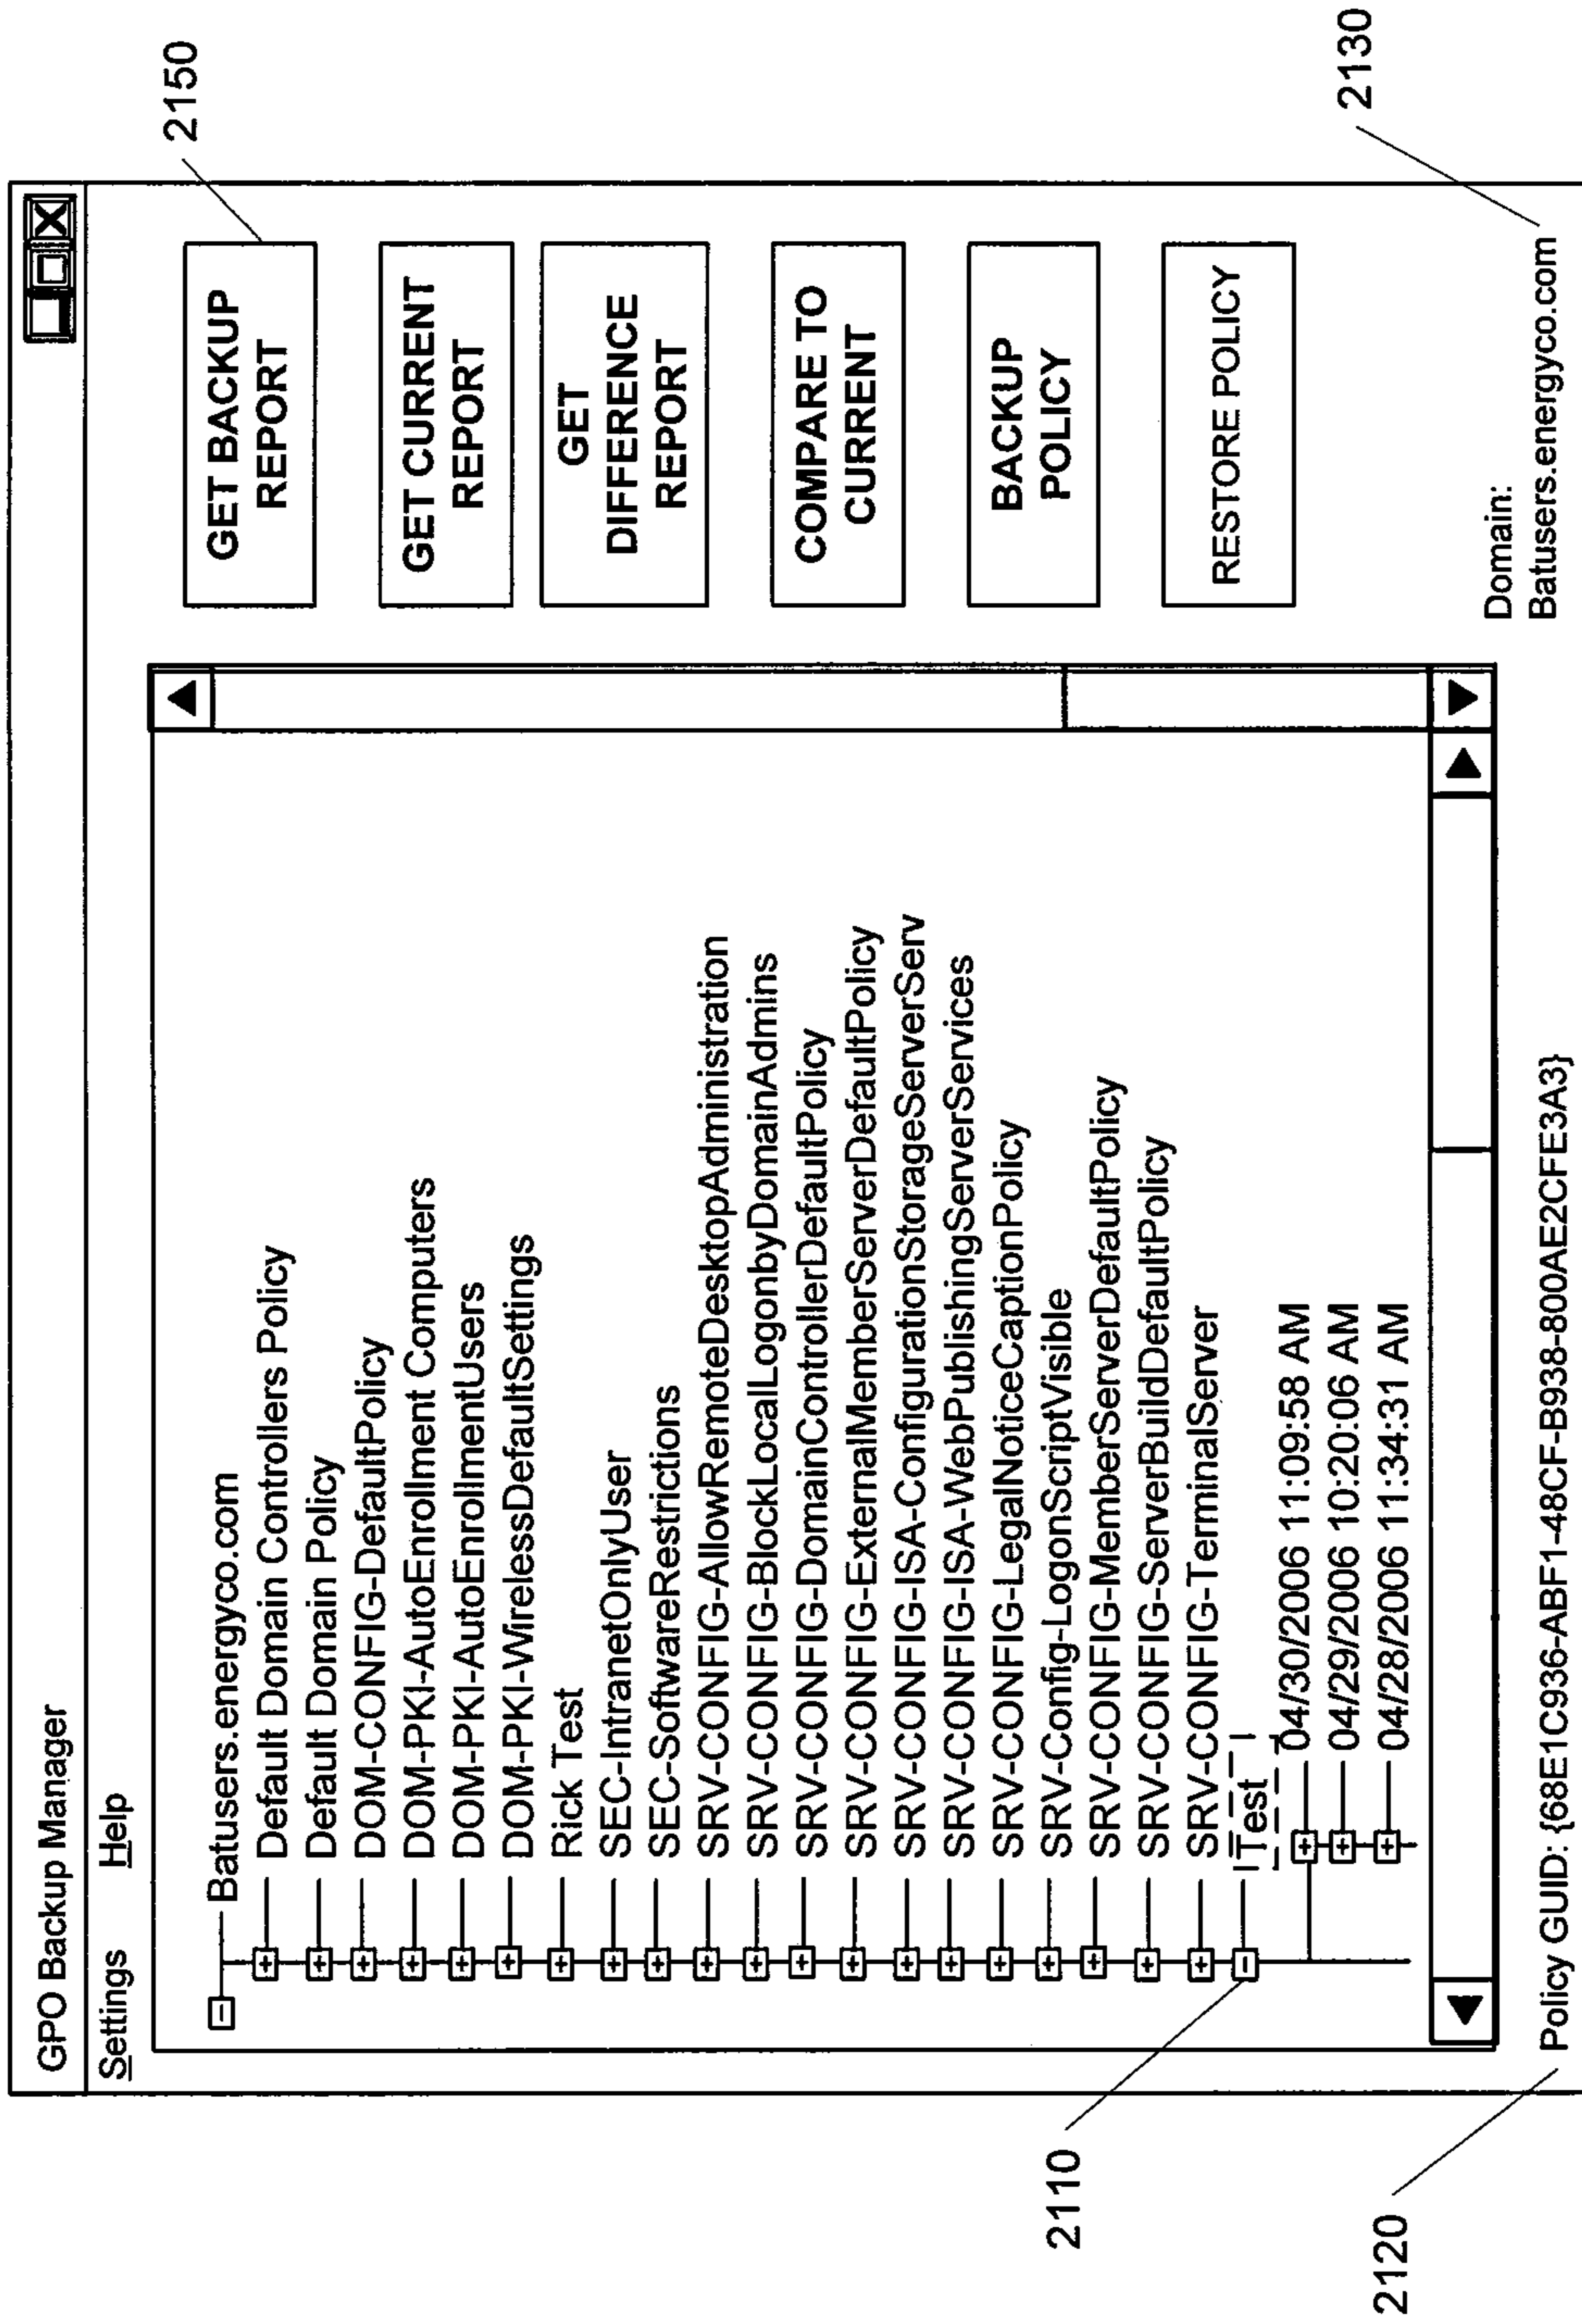 GPO Backup Manager
Settings Help
Batusers.energyco.com
Default Domain Controllers Policy
Default Domain Policy
DOM-CONFIG-DefaultPolicy
DOM-PKI-AutoEnrollment Computers
DOM-PKI-AutoEnrollmentUsers
DOM-PKI-WirelessDefaultSettings
Rick Test
SEC-IntranetOnlyUser
SEC-SoftwareRestrictions
SRV-CONFIG-AllowRemoteDesktopAdministration
SRV-CONFIG-BlockLocalLogonbyDomainAdmins
SRV-CONFIG-DomainControllerDefaultPolicy
SRV-CONFIG-ExternalMemberServerDefaultPolicy
SRV-CONFIG-ISA-ConfigurationStorageServerServ
SRV-CONFIG-ISA-WebPublishingServerServices
SRV-CONFIG-LegalNoticeCaptionPolicy
SRV-Config-LogonScriptVisible
SRV-CONFIG-MemberServerDefaultPolicy
SRV-CONFIG-ServerBuildDefaultPolicy
SRV-CONFIG-TerminalServer
Test
04/30/2006 11:09:58 AM
04/29/2006 10:20:06 AM
04/28/2006 11:34:31 AM
GET BACKUP
REPORT
GET CURRENT
REPORT
GET
DIFFERENCE
REPORT
COMPARE TO
CURRENT
BACKUP
POLICY
RESTORE POLICY
Domain:
Batusers.energyco.com
Policy GUID: {68E1C936-ABF1-48CF-B938-800AE2CFE3A3}
2150
2130
2110
2120